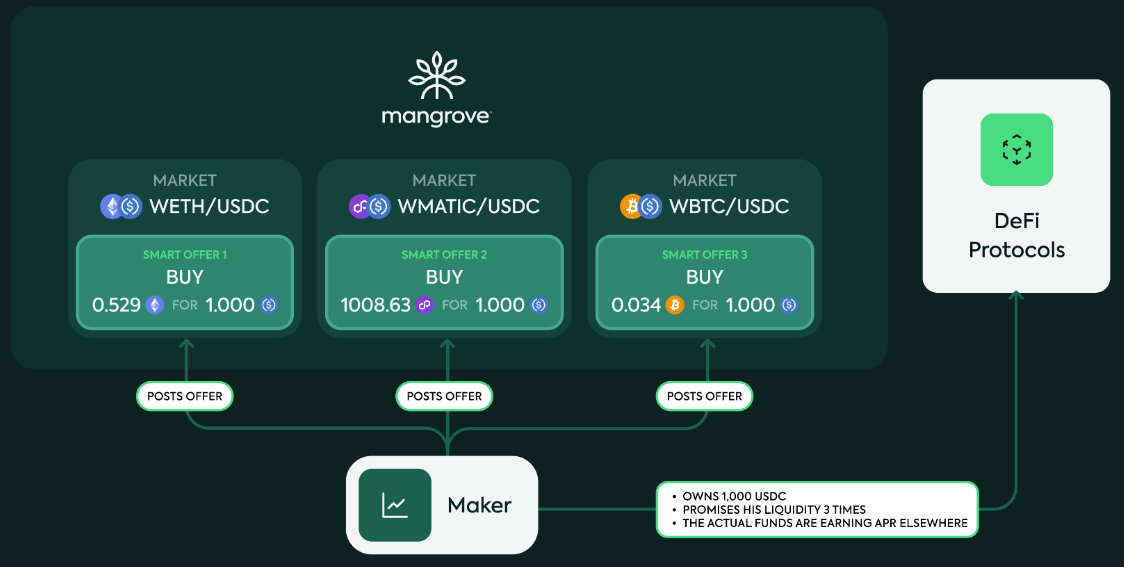 mangrove
MARKET
WETH/USDC
SMART OFFER 1
BUY
0.529 FOR 1.000
MARKET
WMATIC/USDC
SMART OFFER 2
BUY
1008.63 FOR 1.000
MARKET
WBTC/USDC
SMART OFFER 3
BUY
0.034 FOR 1.000
DeFi
Protocols
POSTS OFFER
POSTS OFFER
POSTS OFFER
Maker
• OWNS 1,000 USDC
• PROMISES HIS LIQUIDITY 3 TIMES
• THE ACTUAL FUNDS ARE EARNING APR ELSEWHERE